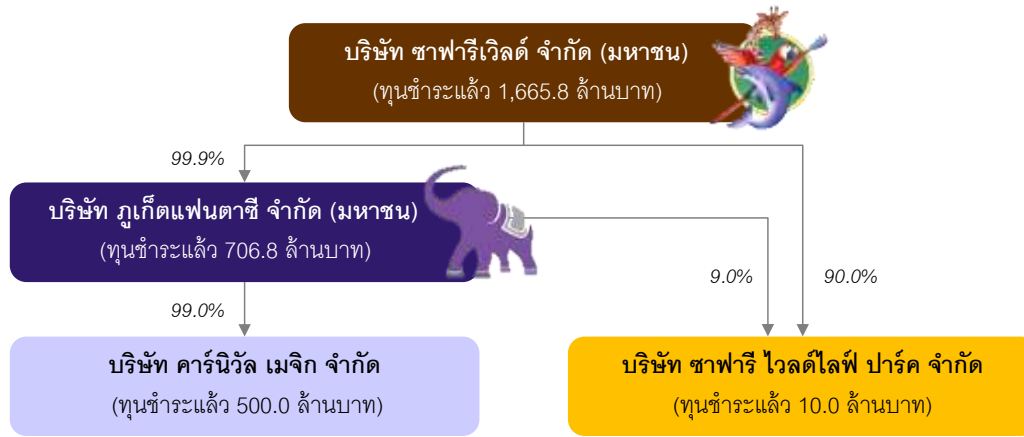 บริษัท ซาฟารีเวิลด์ จำกัด (มหาชน)
(ทุนชำระแล้ว 1,665.8 ล้านบาท)
99.9%
บริษัท ภูเก็ตแฟนตาซี จำกัด (มหาชน)
(ทุนชำระแล้ว 706.8 ล้านบาท)
9.0%
90.0%
99.0%
บริษัท คาร์นิวัล เมจิก จำกัด
(ทุนชำระแล้ว 500.0 ล้านบาท)
บริษัท ซาฟารี ไวลด์ไลฟ์ ปาร์ค จำกัด
(ทุนชำระแล้ว 10.0 ล้านบาท)